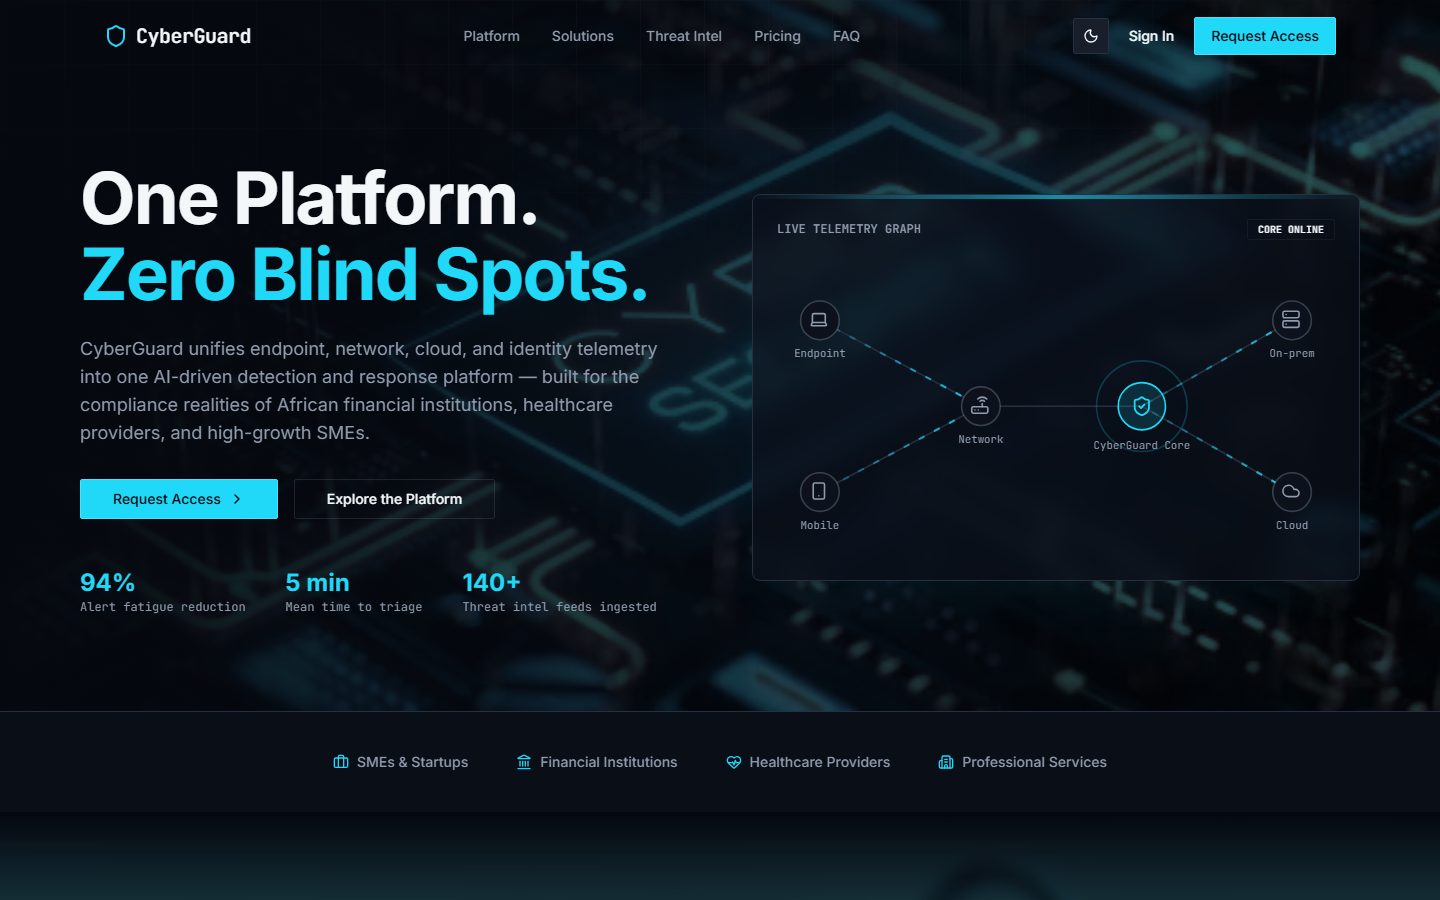 CyberGuard
Platform
Solutions
Threat Intel
Pricing
FAQ
Sign In
Request Access
One Platform.
Zero Blind Spots.
CyberGuard unifies endpoint, network, cloud, and identity telemetry
into one AI-driven detection and response platform — built for the
compliance realities of African financial institutions, healthcare
providers, and high-growth SMEs.
Request Access
Explore the Platform
94%
Alert fatigue reduction
5 min
Mean time to triage
140+
Threat intel feeds ingested
LIVE TELEMETRY GRAPH
CORE ONLINE
Endpoint
On-prem
Network
CyberGuard Core
Mobile
Cloud
SMEs & Startups
Financial Institutions
Healthcare Providers
Professional Services